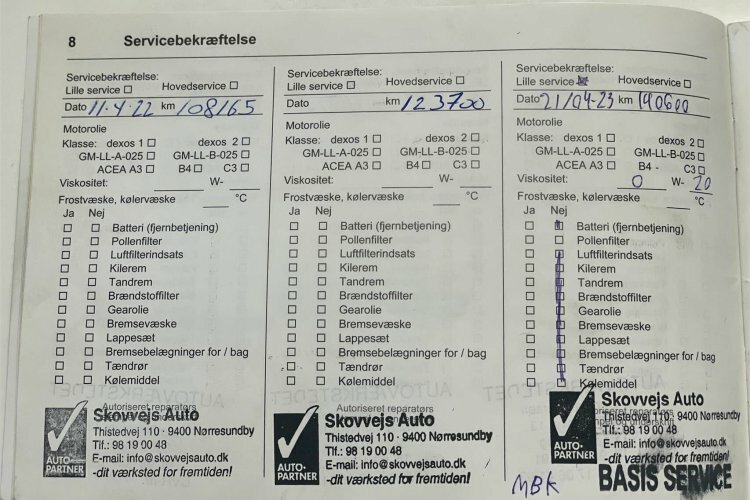 8 Servicebekræftelse
Servicebekræftelse:
Lille service ☐ Hovedservice ☐
Dato 11-4-22 km 108165
Motorolie
Klasse: dexos 1 ☐ dexos 2 ☐
GM-LL-A-025 ☐ GM-LL-B-025 ☐
ACEA A3 ☐ B4 ☐ C3 ☐
Viskositet: W-
Frostvæske, kølervæske °C
Ja Nej
☐ ☐ Batteri (fjernbetjening)
☐ ☐ Pollenfilter
☐ ☐ Luftfilterindsats
☐ ☐ Kilerem
☐ ☐ Tandrem
☐ ☐ Brændstoffilter
☐ ☐ Gearolie
☐ ☐ Bremsevæske
☐ ☐ Lappesæt
☐ ☐ Bremsebelægninger for / bag
☐ ☐ Tændrør
☐ ☐ Kølemiddel
Autoriseret reparatørs
Skovvejs Auto
Thistedvej 110 · 9400 Nørresundby
Tlf.: 98 19 00 48
E-mail: info@skovvejsauto.dk
-dit værksted for fremtiden!
AUTO-
PARTNER
Servicebekræftelse:
Lille service ☐ Hovedservice ☐
Dato km 123700
Motorolie
Klasse: dexos 1 ☐ dexos 2 ☐
GM-LL-A-025 ☐ GM-LL-B-025 ☐
ACEA A3 ☐ B4 ☐ C3 ☐
Viskositet: W-
Frostvæske, kølervæske °C
Ja Nej
☐ ☐ Batteri (fjernbetjening)
☐ ☐ Pollenfilter
☐ ☐ Luftfilterindsats
☐ ☐ Kilerem
☐ ☐ Tandrem
☐ ☐ Brændstoffilter
☐ ☐ Gearolie
☐ ☐ Bremsevæske
☐ ☐ Lappesæt
☐ ☐ Bremsebelægninger for / bag
☐ ☐ Tændrør
☐ ☐ Kølemiddel
Autoriseret reparatørs
Skovvejs Auto
Thistedvej 110 · 9400 Nørresundby
Tlf.: 98 19 00 48
E-mail: info@skovvejsauto.dk
-dit værksted for fremtiden!
AUTO-
PARTNER
Servicebekræftelse:
Lille service ☒ Hovedservice ☐
Dato 21/04-23 km 140600
Motorolie
Klasse: dexos 1 ☐ dexos 2 ☐
GM-LL-A-025 ☐ GM-LL-B-025 ☐
ACEA A3 ☐ B4 - C3 ☐
Viskositet: 0 W- 20
Frostvæske, kølervæske °C
Ja Nej
☐ ☒ Batteri (fjernbetjening)
☐ ☐ Pollenfilter
☐ ☒ Luftfilterindsats
☐ ☒ Kilerem
☐ ☒ Tandrem
☐ ☒ Brændstoffilter
☐ ☒ Gearolie
☐ ☒ Bremsevæske
☐ ☒ Lappesæt
☐ ☒ Bremsebelægninger for / bag
☐ ☒ Tændrør
☐ ☒ Kølemiddel
Autoriseret reparatørs
Skovvejs Auto
Thistedvej 110 · 9400 Nørresundby
Tlf.: 98 19 00 48
E-mail: info@skovvejsauto.dk
-dit værksted for fremtiden!
AUTO-
PARTNER
MBK BASIS SERVICE